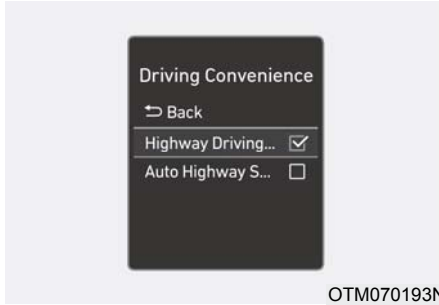 Driving Convenience
⮌ Back
Highway Driving...
Auto Highway S...
OTM070193N